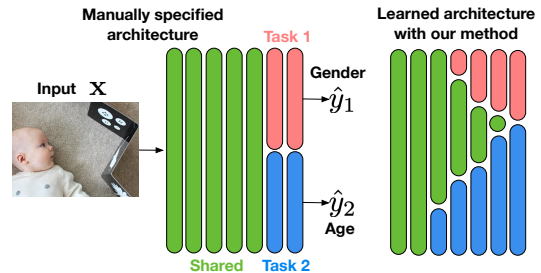 Manually specified
architecture
Task 1
Learned architecture
with our method
Input x
Gender
ŷ₁
ŷ₂
Age
Shared
Task 2